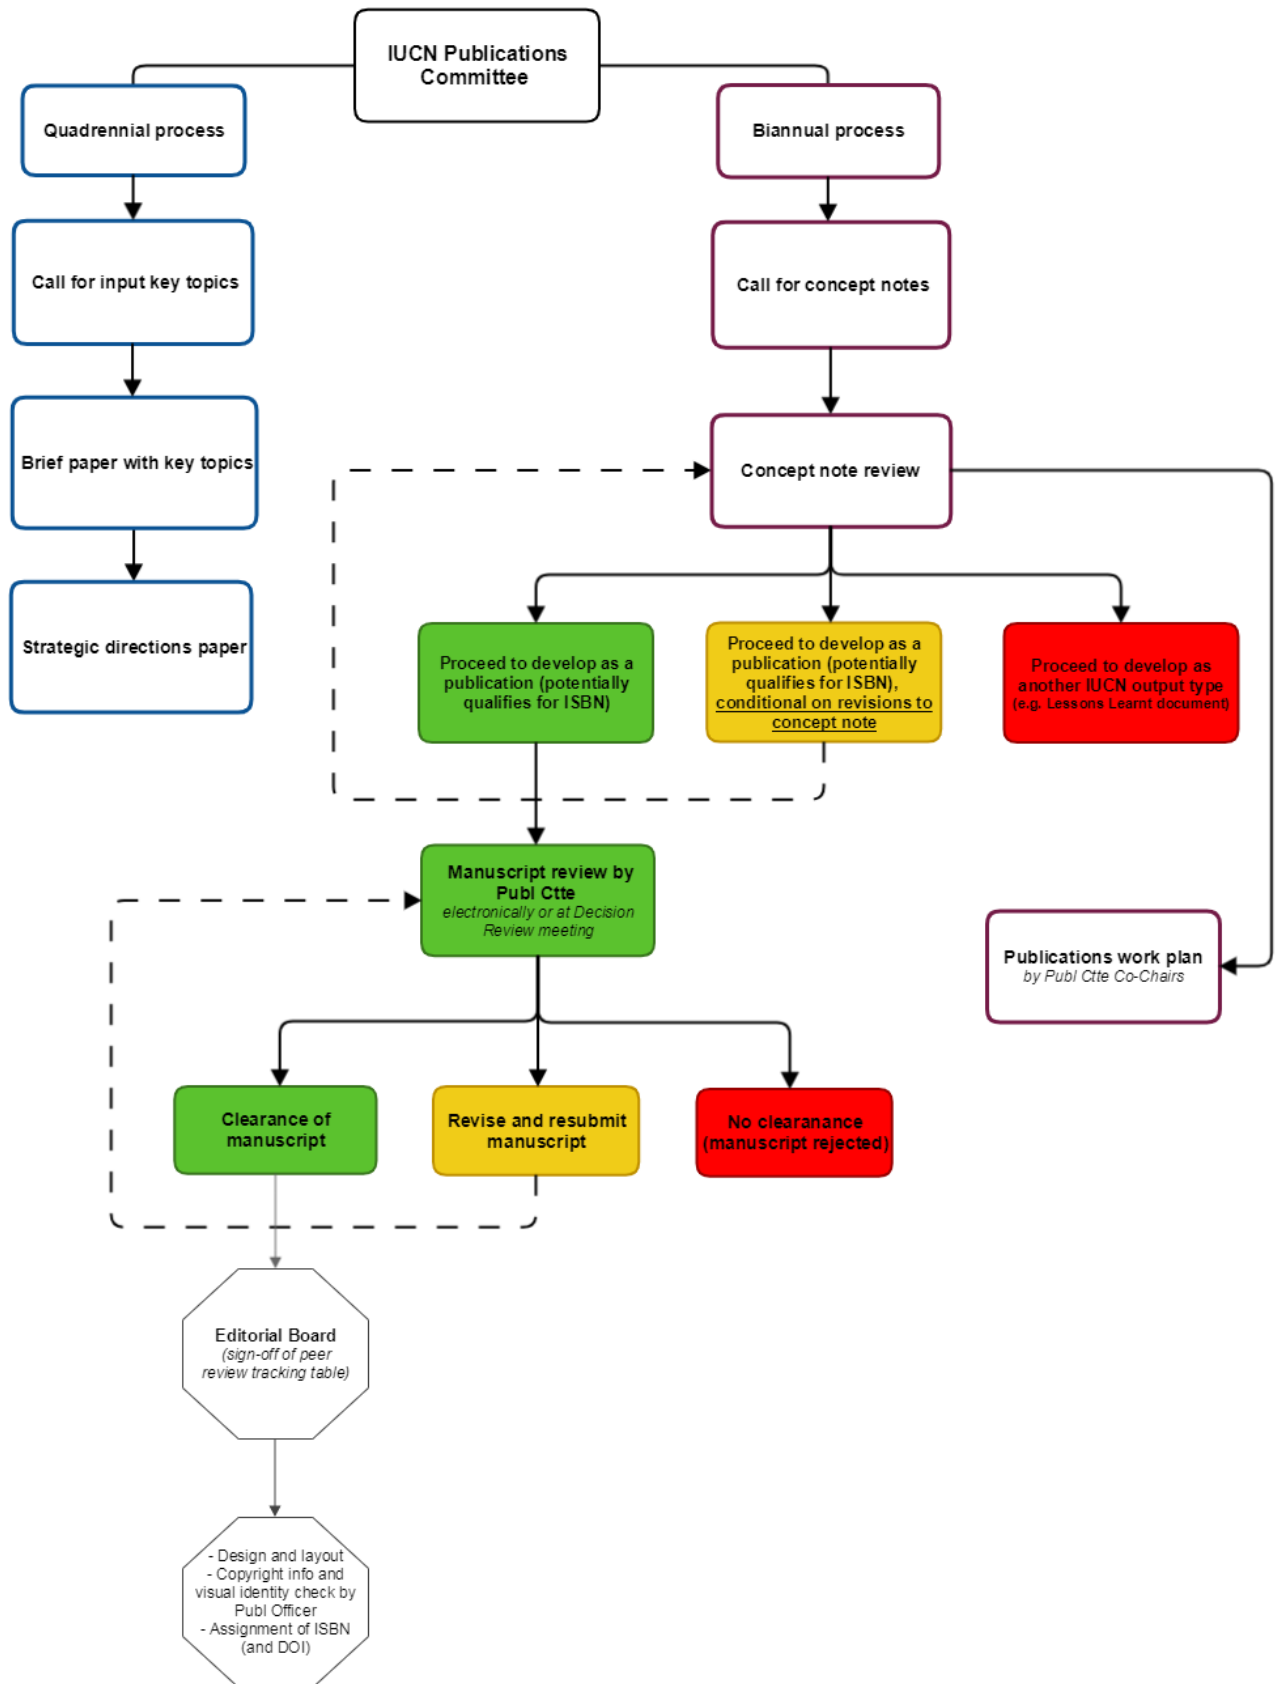 IUCN Publications
Committee
Quadrennial process
Biannual process
Call for input key topics
Call for concept notes
Brief paper with key topics
Concept note review
Strategic directions paper
Proceed to develop as a
publication (potentially
qualifies for ISBN)
Proceed to develop as a
publication (potentially
qualifies for ISBN),
conditional on revisions to
concept note
Proceed to develop as
another IUCN output type
(e.g. Lessons Learnt document)
Manuscript review by
Publ Ctte
electronically or at Decision
Review meeting
Publications work plan
by Publ Ctte Co-Chairs
Clearance of
manuscript
Revise and resubmit
manuscript
No clearanance
(manuscript rejected)
Editorial Board
(sign-off of peer
review tracking table)
- Design and layout
- Copyright info and
visual identity check by
Publ Officer
- Assignment of ISBN
(and DOI)